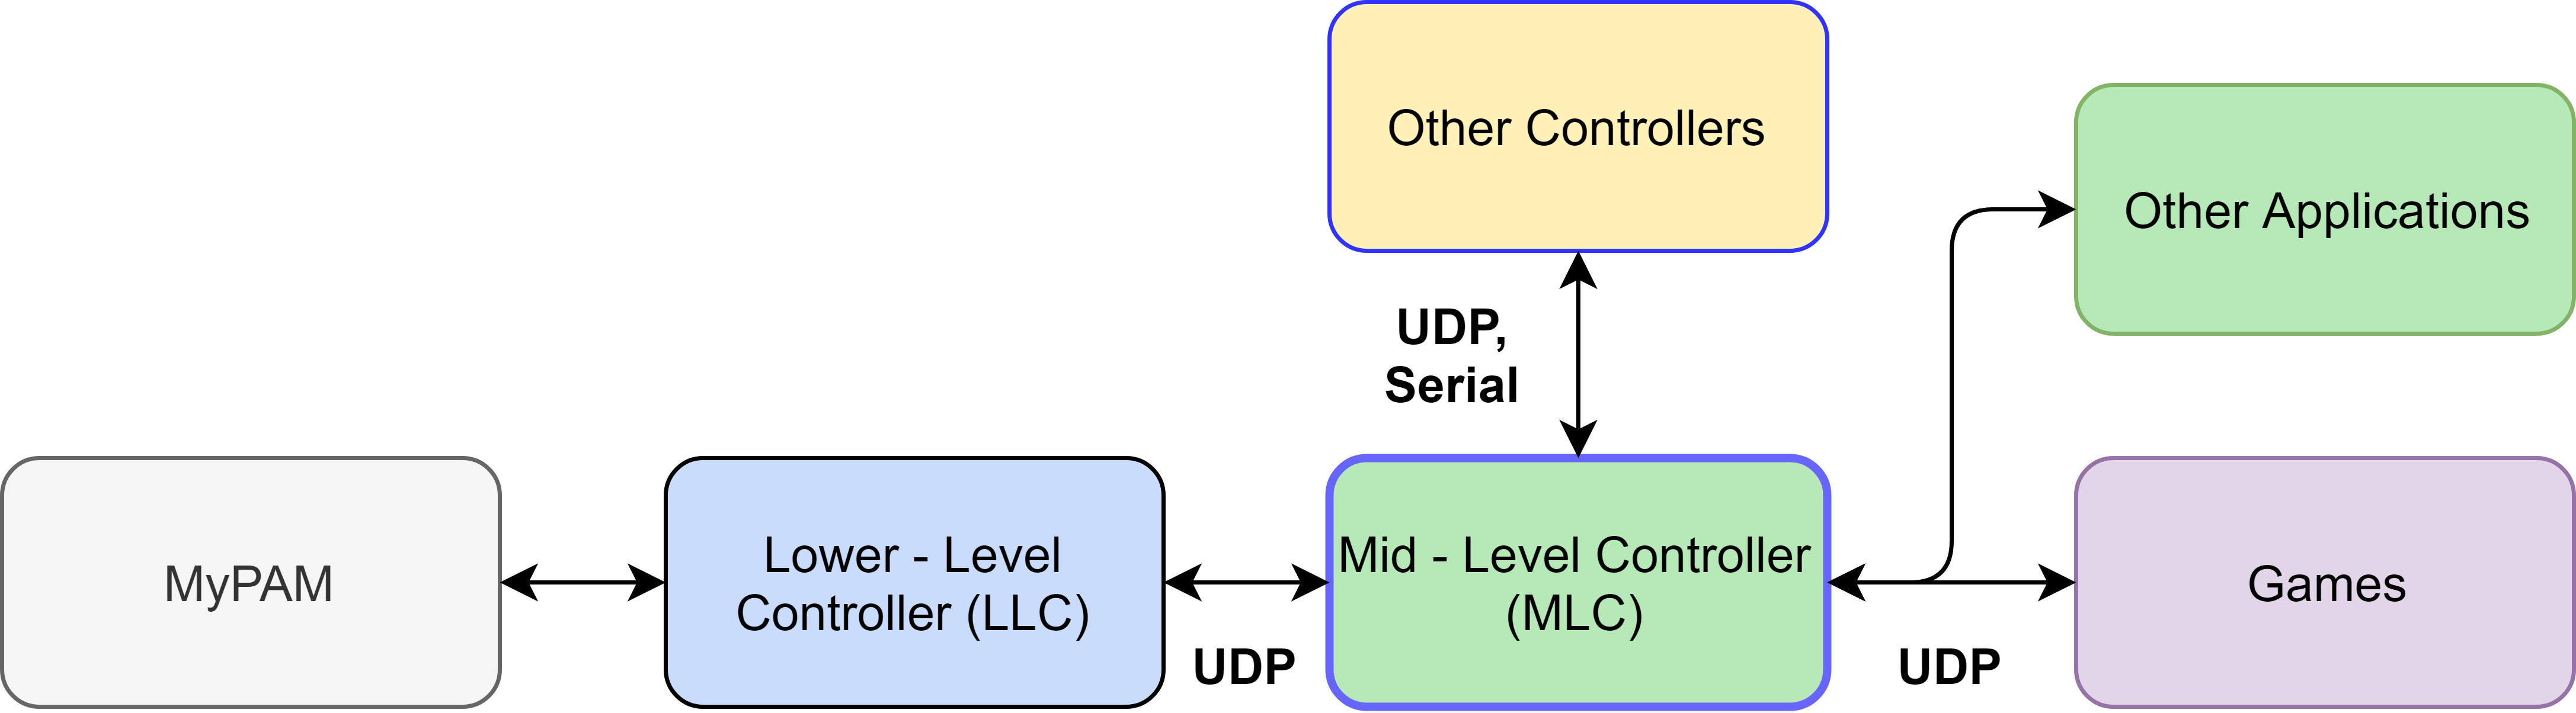 Other Controllers
Other Applications
UDP,
Serial
MyPAM
Lower - Level
Controller (LLC)
UDP
Mid - Level Controller
(MLC)
UDP
Games